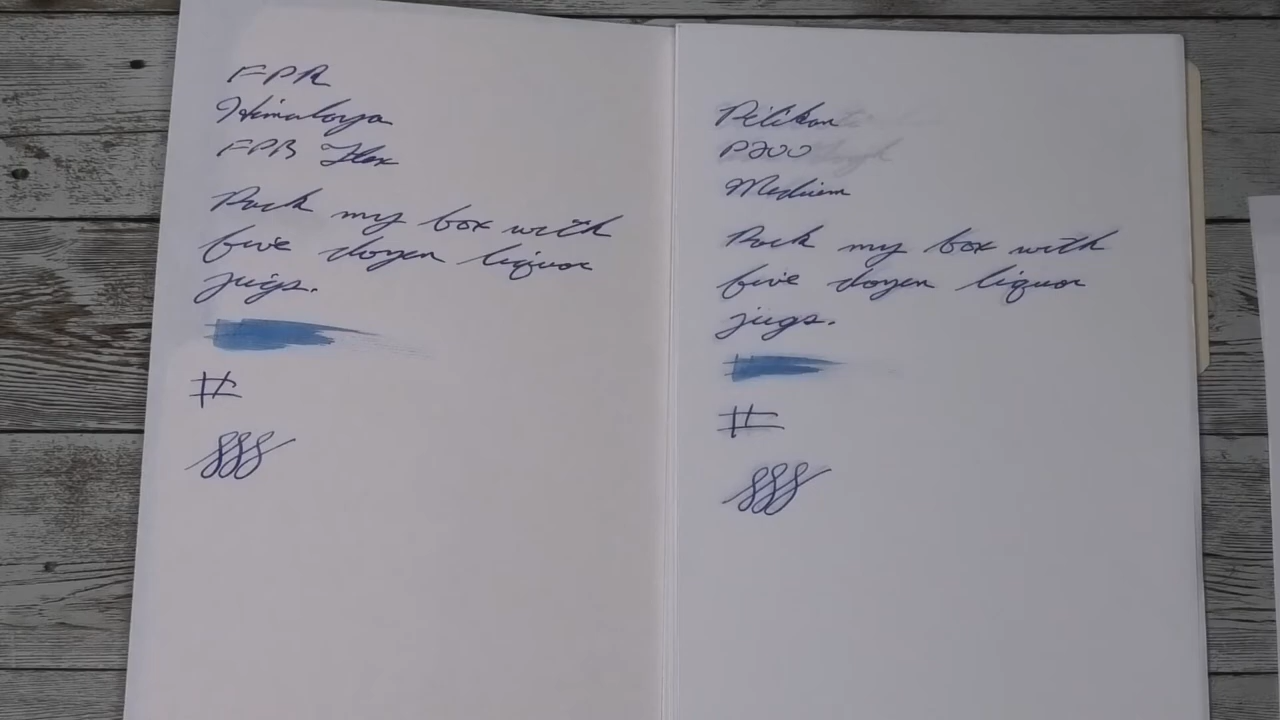 FPR
Himalaya
FPR Flex
Pack my box with
five dozen liquor
jugs.
#
Pelikan
P200
Medium
Pack my box with
five dozen liquor
jugs.
#